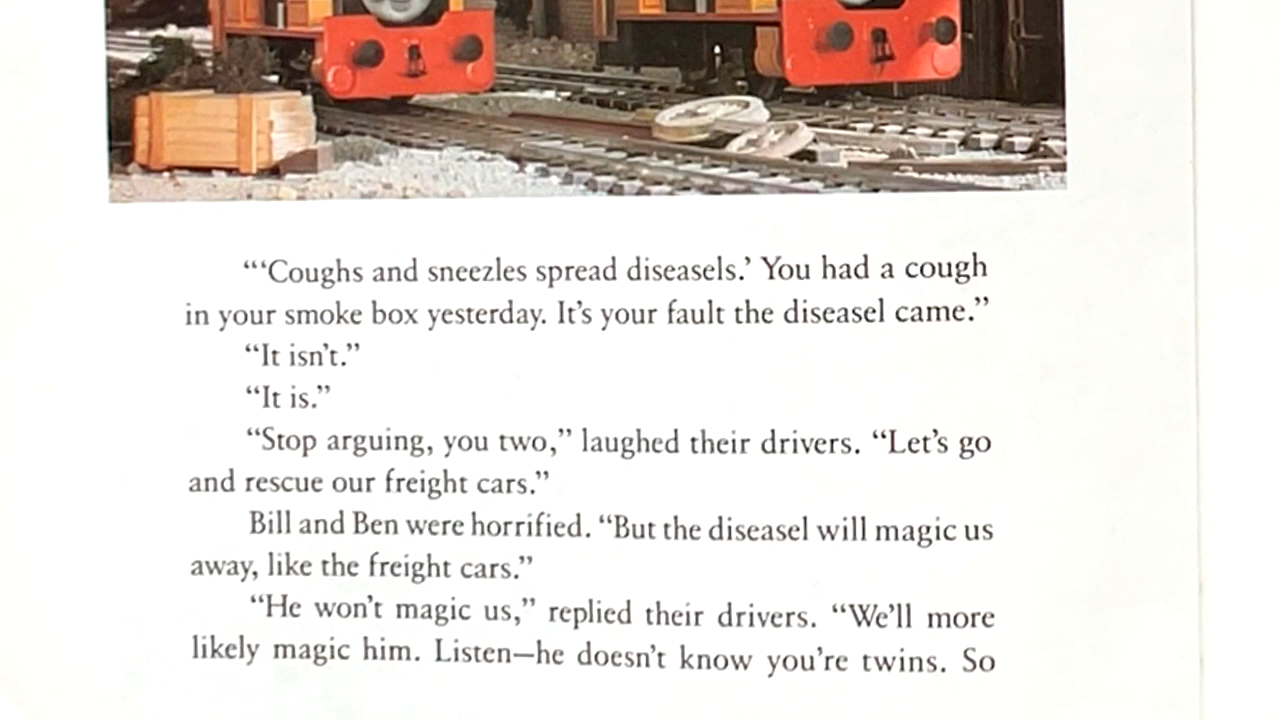 “‘Coughs and sneezles spread diseasels.’ You had a cough
in your smoke box yesterday. It’s your fault the diseasel came.”
“It isn’t.”
“It is.”
“Stop arguing, you two,” laughed their drivers. “Let’s go
and rescue our freight cars.”
Bill and Ben were horrified. “But the diseasel will magic us
away, like the freight cars.”
“He won’t magic us,” replied their drivers. “We’ll more
likely magic him. Listen—he doesn’t know you’re twins. So